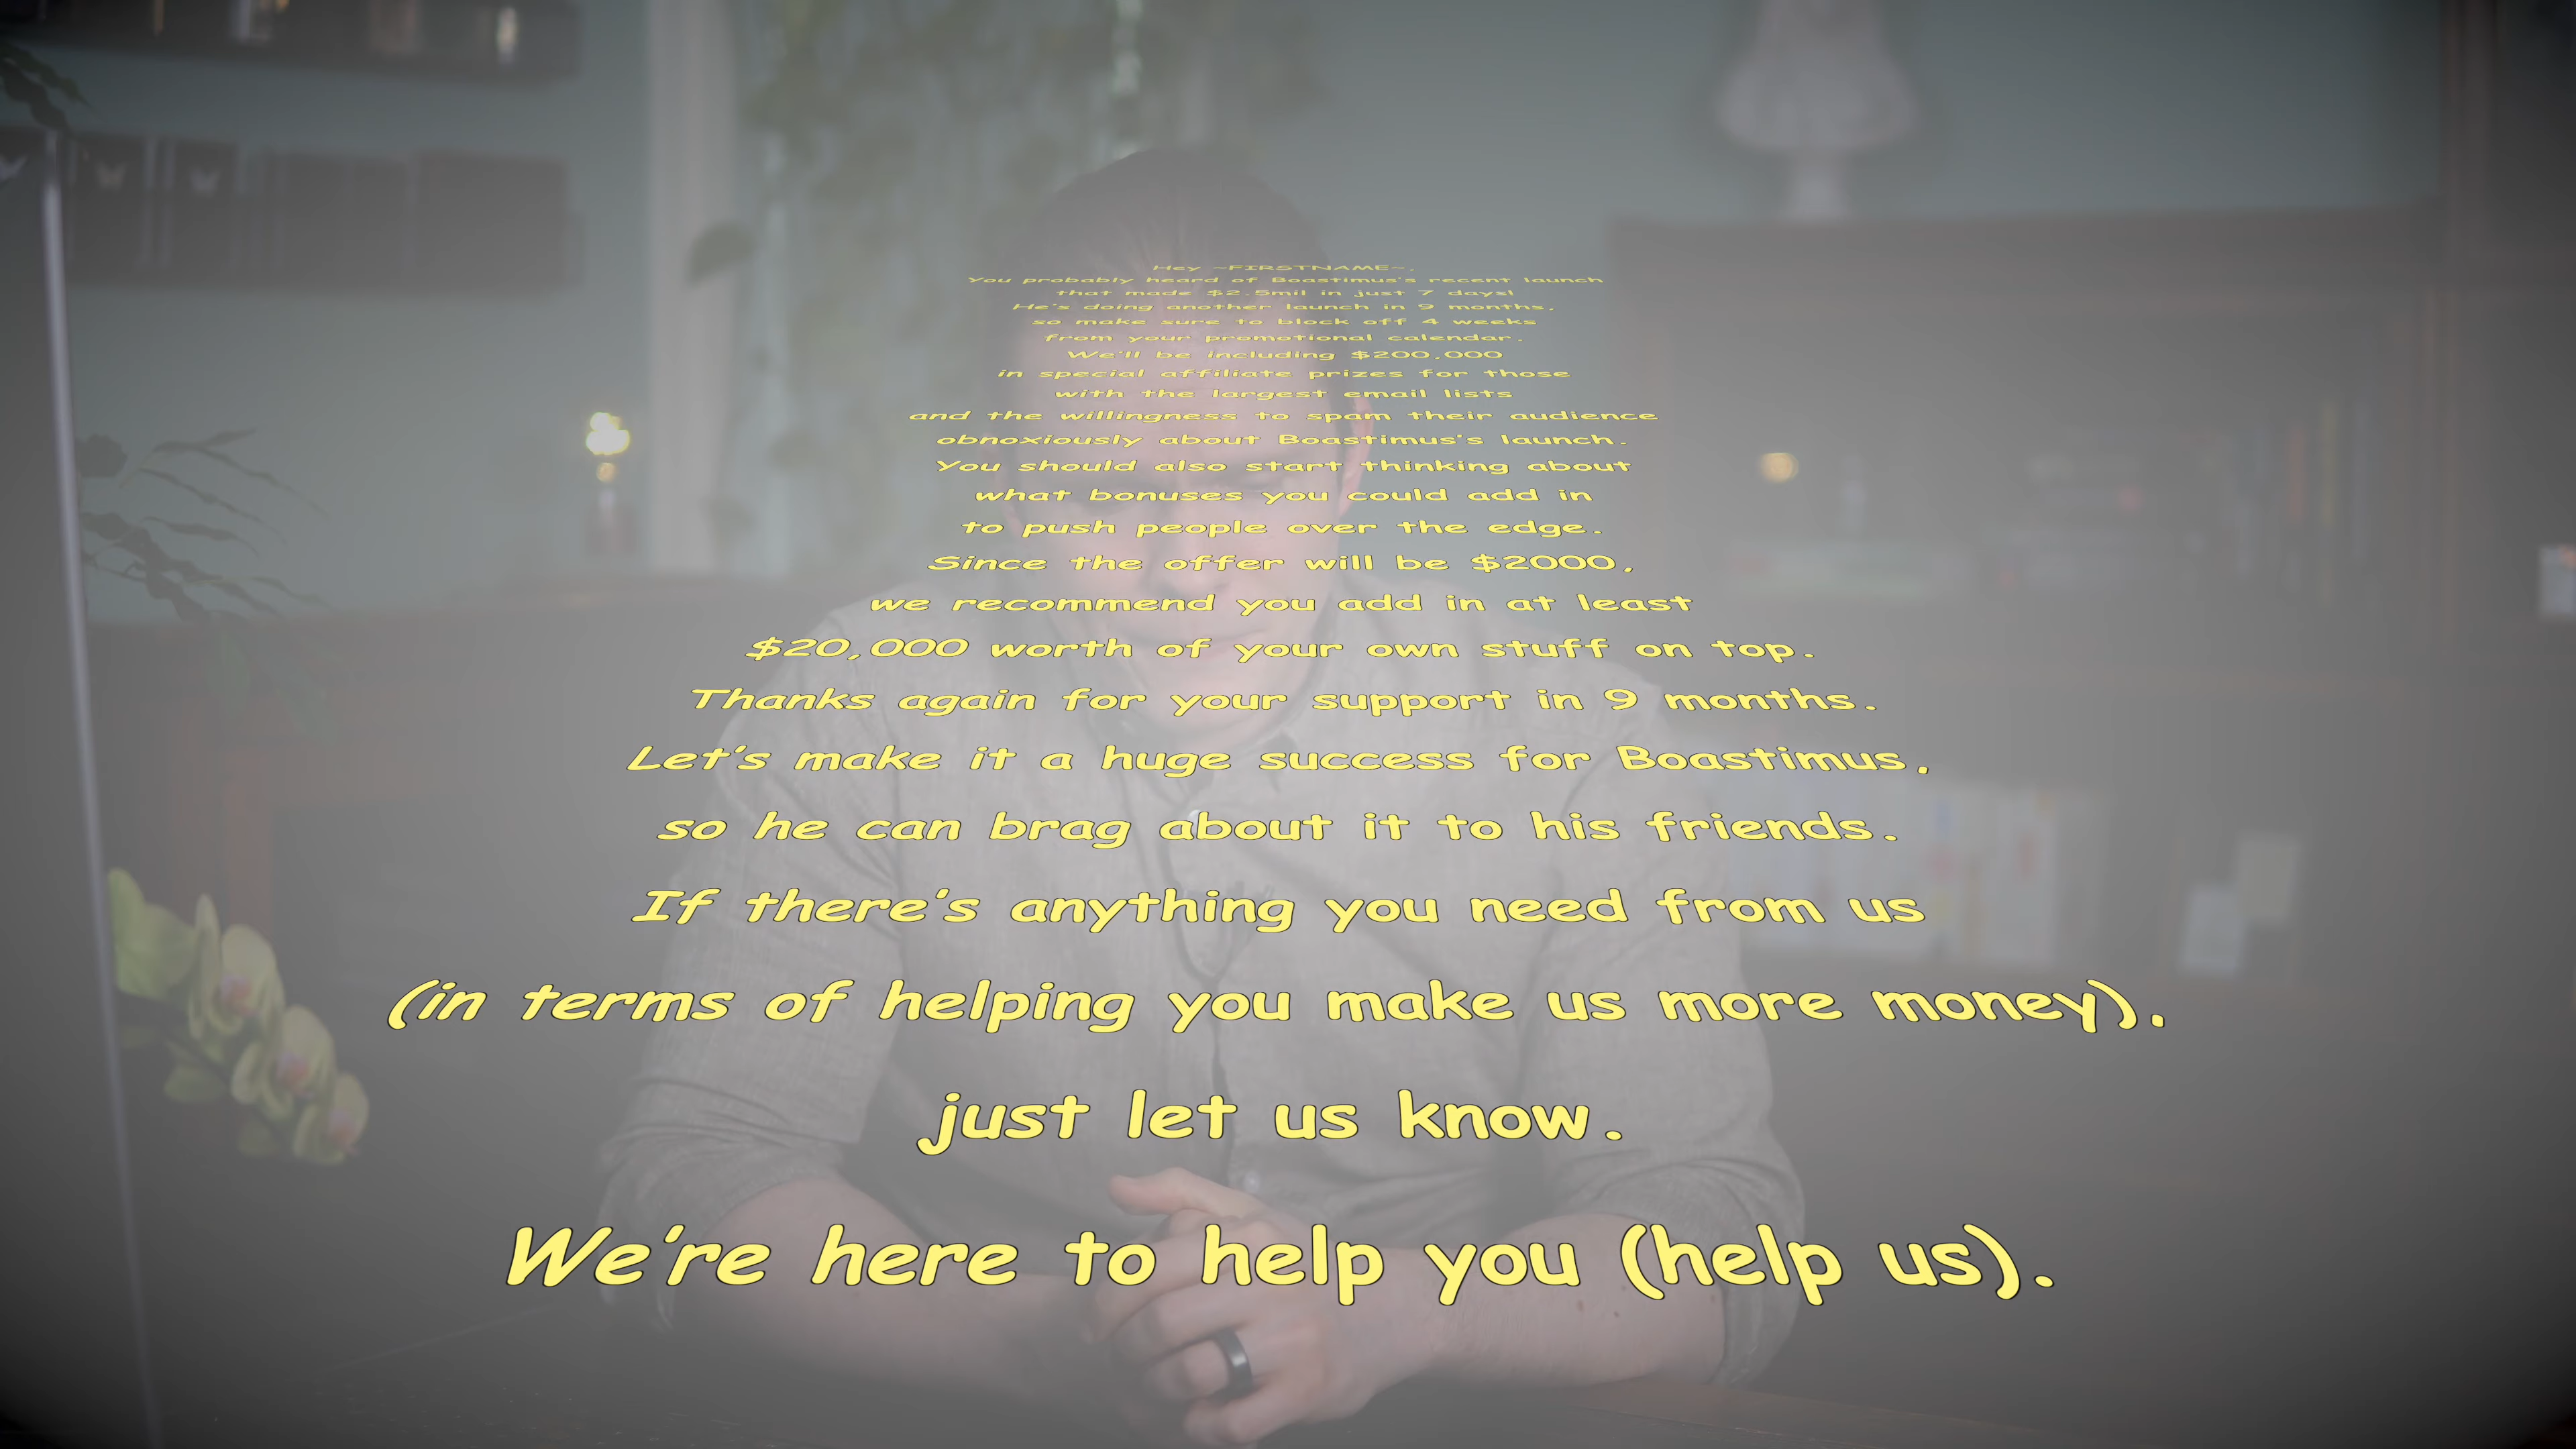 Hey ~FIRSTNAME~,
You probably heard of Boastimus's recent launch
that made $2.5mil in just 7 days!
He's doing another launch in 9 months,
so make sure to block off 4 weeks
from your promotional calendar.
We'll be including $200,000
in special affiliate prizes for those
with the largest email lists
and the willingness to spam their audience
obnoxiously about Boastimus's launch.
You should also start thinking about
what bonuses you could add in
to push people over the edge.
Since the offer will be $2000,
we recommend you add in at least
$20,000 worth of your own stuff on top.
Thanks again for your support in 9 months.
Let's make it a huge success for Boastimus,
so he can brag about it to his friends.
If there's anything you need from us
(in terms of helping you make us more money),
just let us know.
We're here to help you (help us).